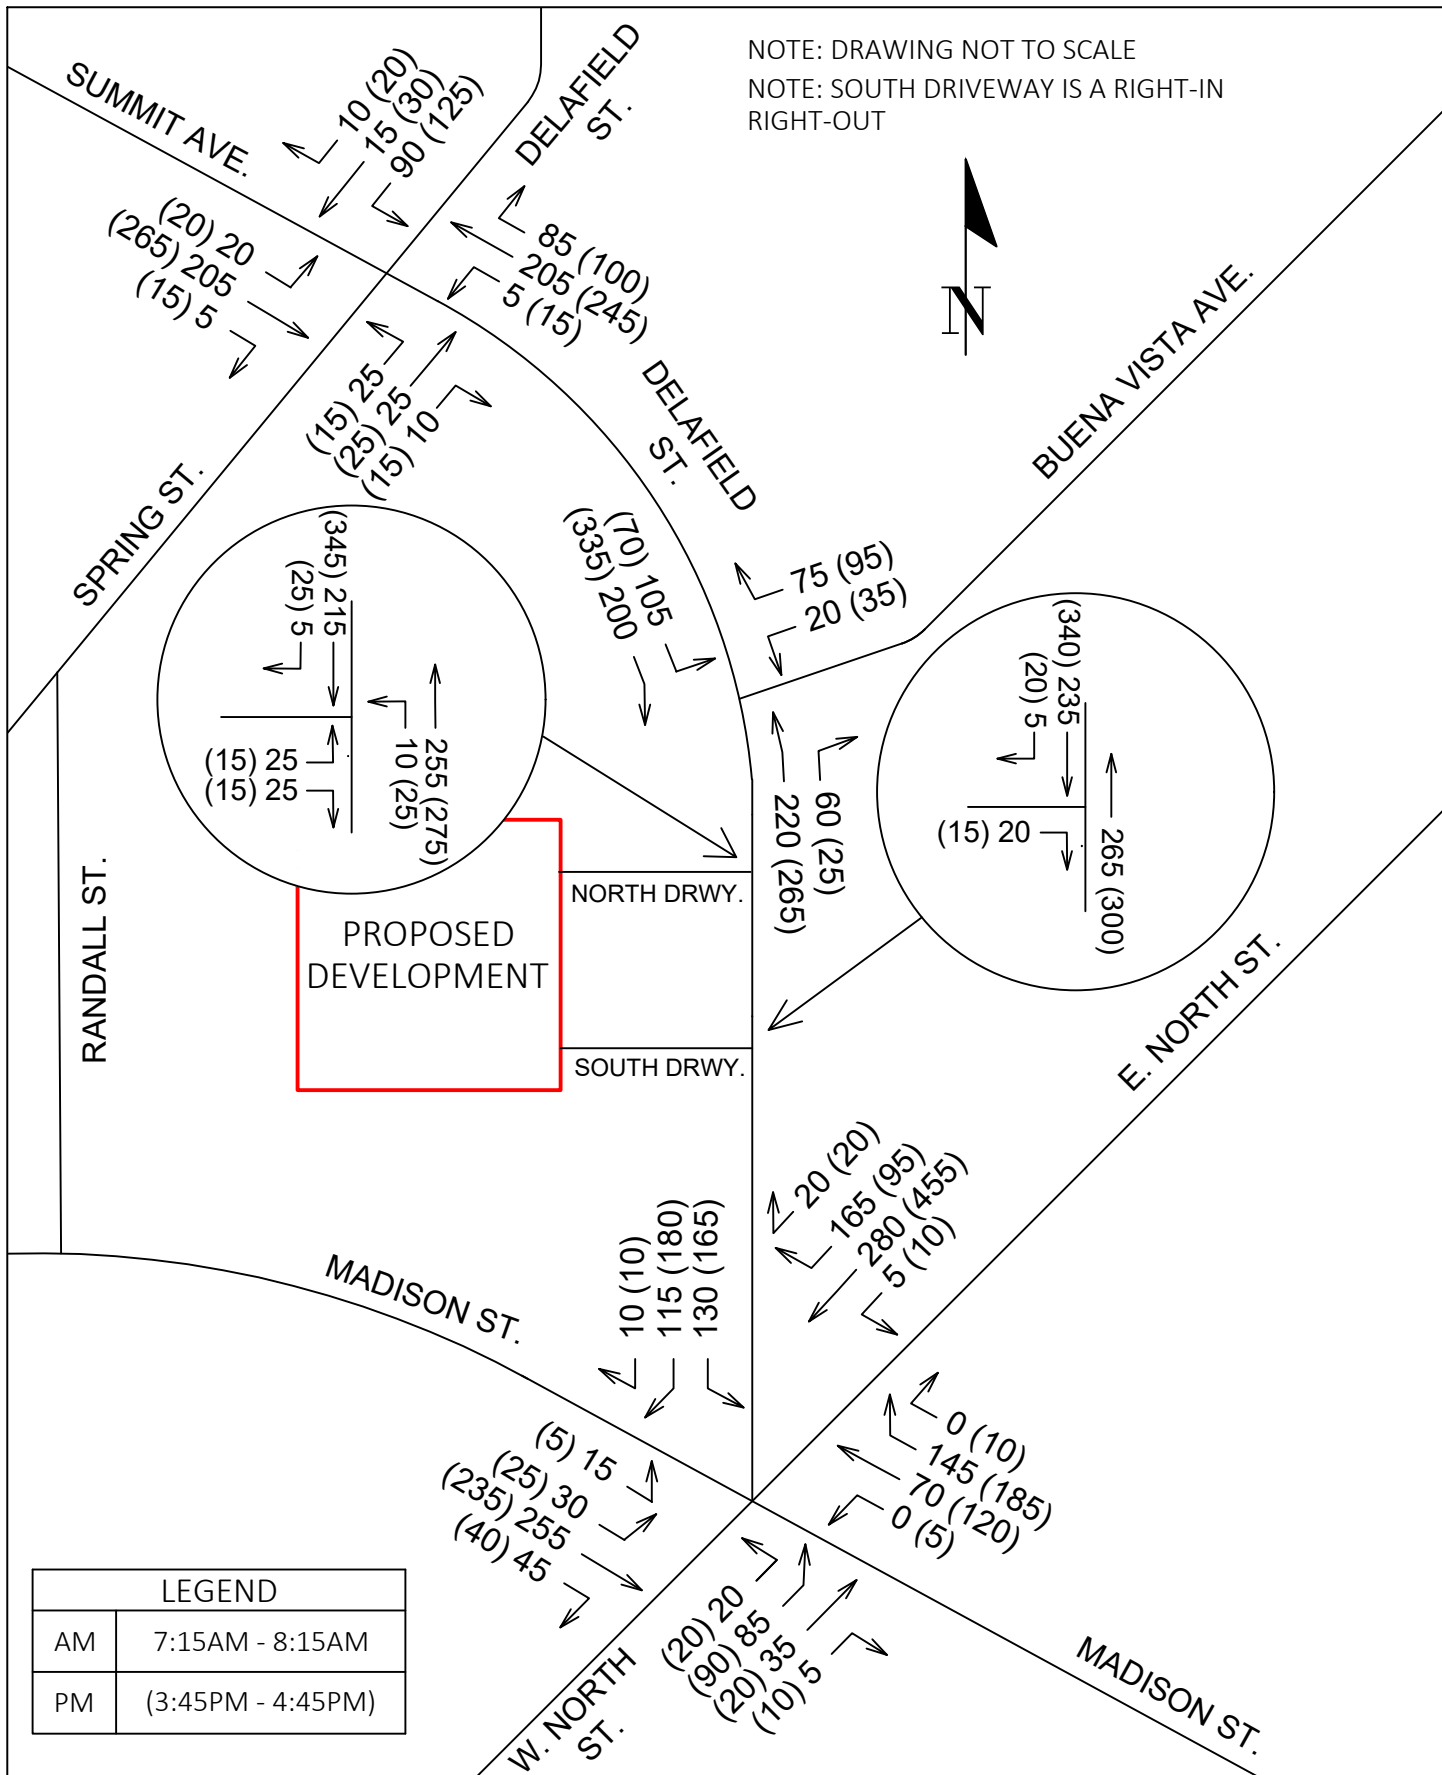 NOTE: DRAWING NOT TO SCALE
NOTE: SOUTH DRIVEWAY IS A RIGHT-IN
RIGHT-OUT
N
SUMMIT AVE.
10 (20)
15 (30)
90 (125)
DELAFIELD
ST.
(20) 20
(265) 205
(15) 5
85 (100)
205 (245)
5 (15)
(15) 25
(25) 25
(15) 10
SPRING ST.
DELAFIELD
ST.
BUENA VISTA AVE.
(70) 105
(335) 200
75 (95)
20 (35)
60 (25)
220 (265)
(345) 215
(25) 5
255 (275)
10 (25)
(15) 25
(15) 25
(340) 235
(20) 5
(15) 20
265 (300)
RANDALL ST.
PROPOSED
DEVELOPMENT
NORTH DRWY.
SOUTH DRWY.
E. NORTH ST.
MADISON ST.
10 (10)
115 (180)
130 (165)
20 (20)
165 (95)
280 (455)
5 (10)
(5) 15
(25) 30
(235) 255
(40) 45
0 (10)
145 (185)
70 (120)
0 (5)
(20) 20
(90) 85
(20) 35
(10) 5
W. NORTH
ST.
MADISON ST.
LEGEND
AM 7:15AM - 8:15AM
PM (3:45PM - 4:45PM)